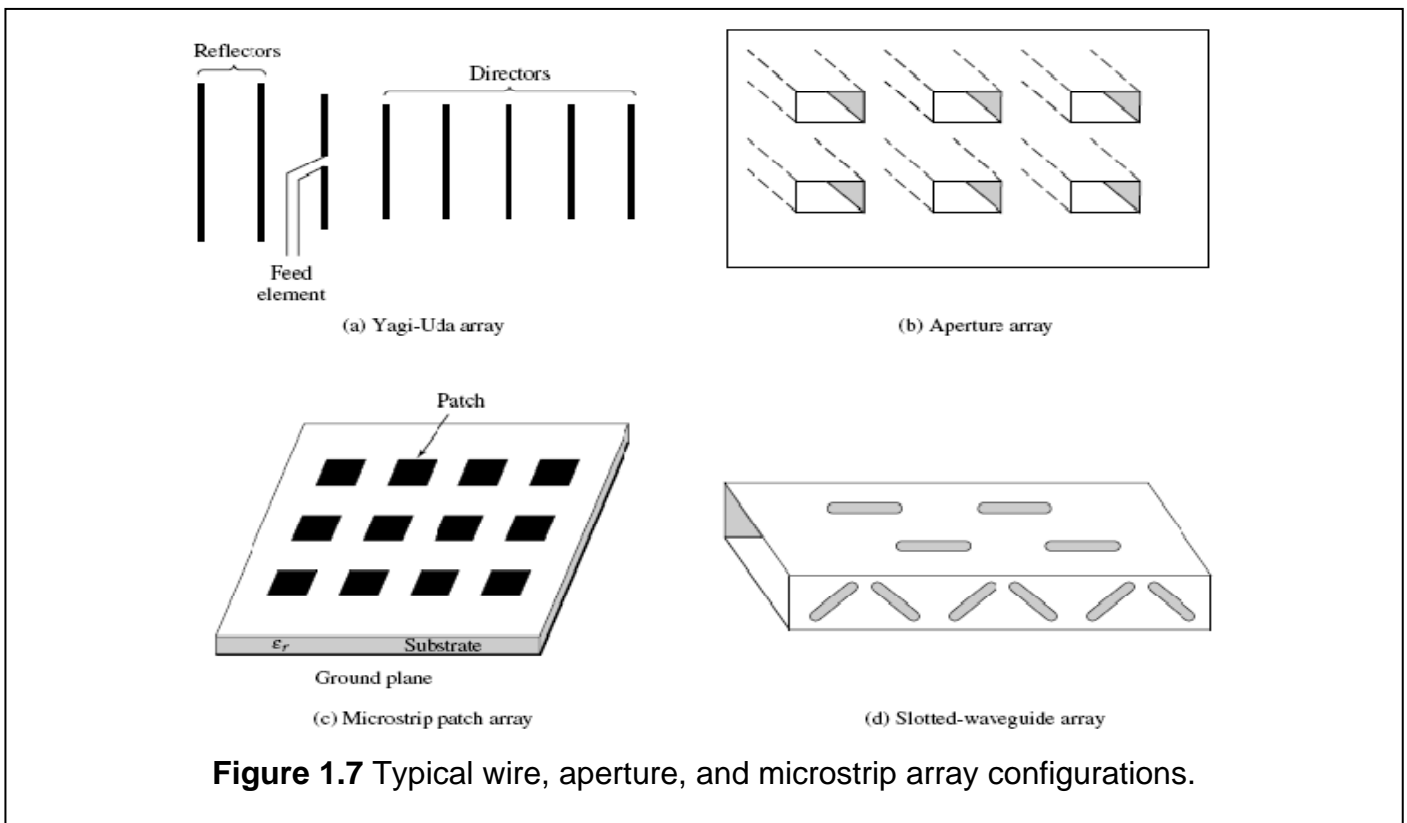 Reflectors
Directors
Feed
element
(a) Yagi-Uda array
(b) Aperture array
Patch
εr
Substrate
Ground plane
(c) Microstrip patch array
(d) Slotted-waveguide array
Figure 1.7 Typical wire, aperture, and microstrip array configurations.